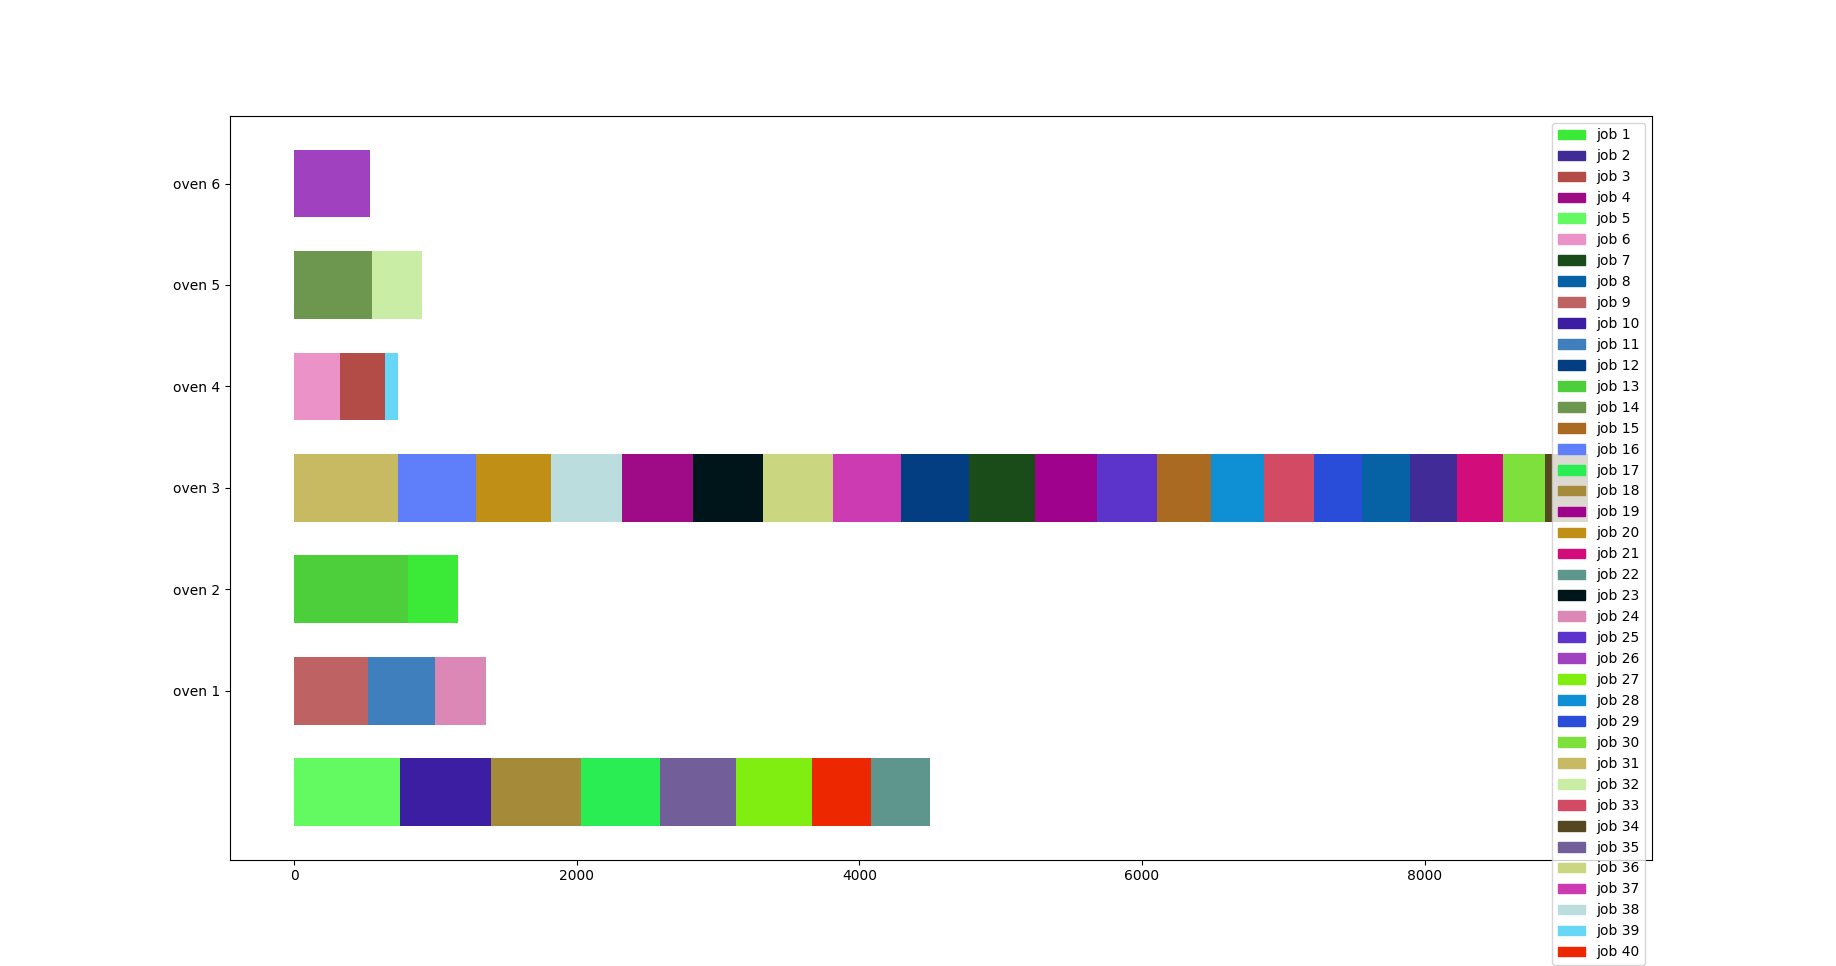 oven 6
oven 5
oven 4
oven 3
oven 2
oven 1
0 2000 4000 6000 8000
job 1
job 2
job 3
job 4
job 5
job 6
job 7
job 8
job 9
job 10
job 11
job 12
job 13
job 14
job 15
job 16
job 17
job 18
job 19
job 20
job 21
job 22
job 23
job 24
job 25
job 26
job 27
job 28
job 29
job 30
job 31
job 32
job 33
job 34
job 35
job 36
job 37
job 38
job 39
job 40